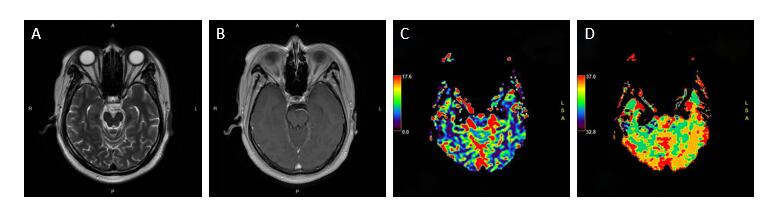 A B C D
A A
R L R L
17.6
0.0
L
S
A
37.0
32.8
L
S
A
P P